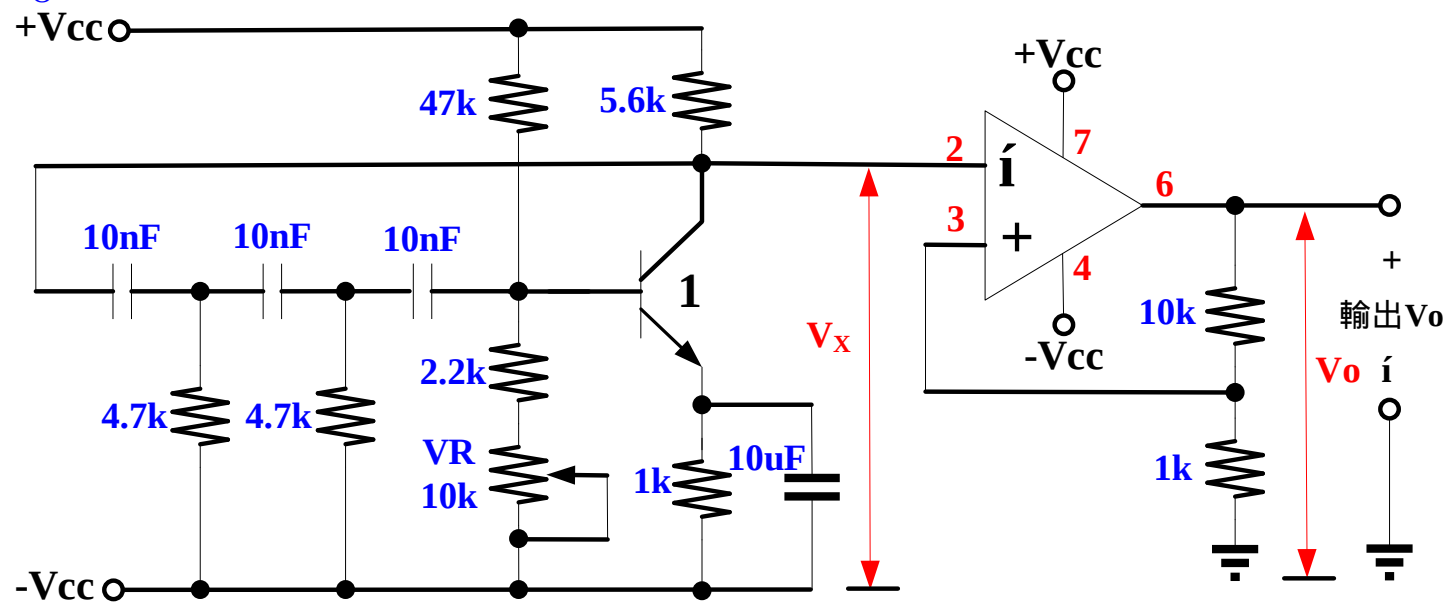 +Vcc
+Vcc
47k
5.6k
2
7
í
6
3
+
10nF
10nF
10nF
4
+
1
10k
輸出Vo
VX
-Vcc
2.2k
Vo
í
4.7k
4.7k
VR
10k
1k
10uF
1k
-Vcc